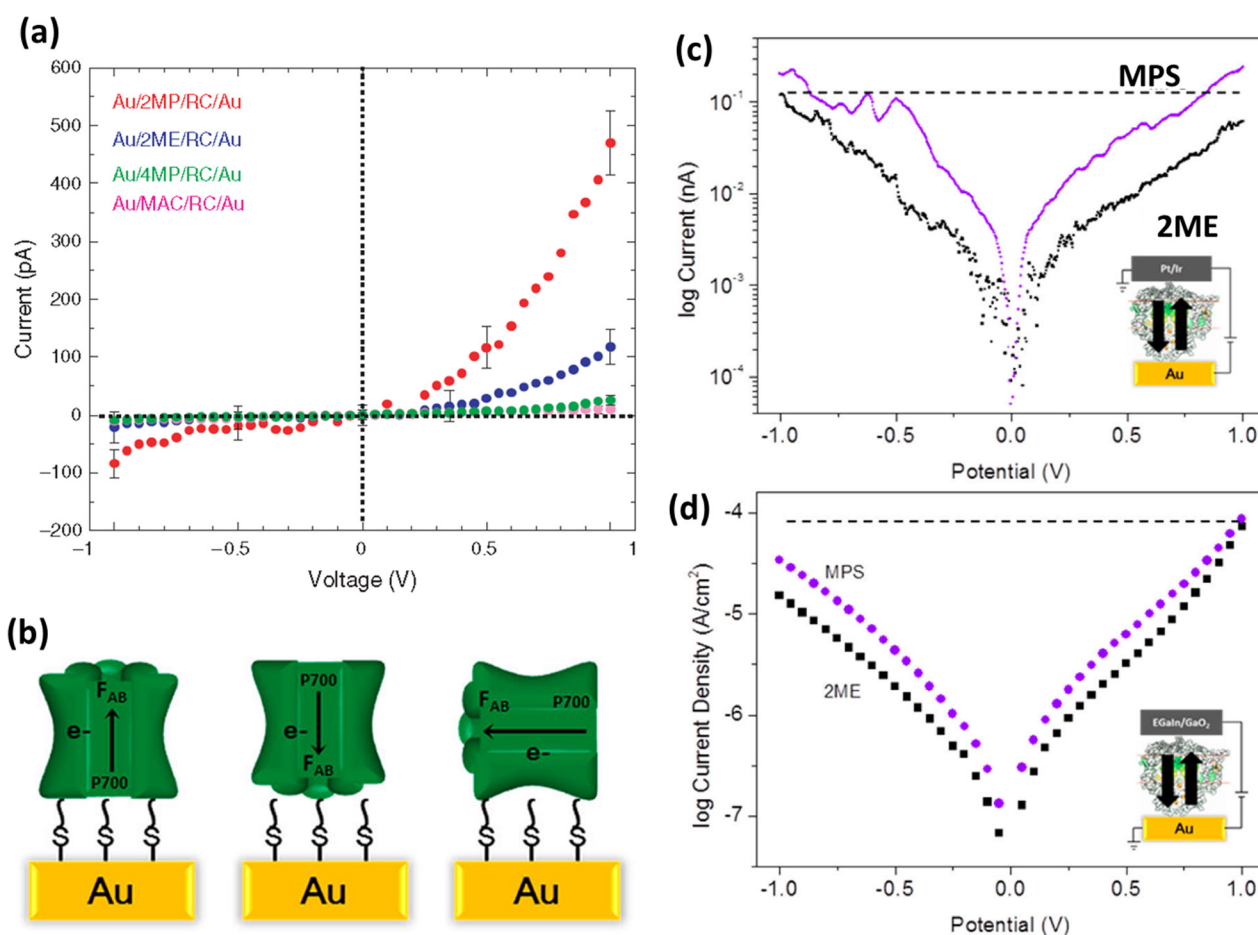 (a)
600
500
400
300
200
100
0
−100
−200
Current (pA)
Au/2MP/RC/Au
Au/2ME/RC/Au
Au/4MP/RC/Au
Au/MAC/RC/Au
−1
−0.5
0
0.5
1
Voltage (V)
(b)
F_AB
e-
P700
S S S
Au
P700
e-
F_AB
S S S
Au
F_AB P700
e-
S S S
Au
(c)
log Current (nA)
10⁻¹
10⁻²
10⁻³
10⁻⁴
MPS
2ME
Pt/Ir
Au
-1.0 -0.5 0.0 0.5 1.0
Potential (V)
(d)
log Current Density (A/cm²)
-4
-5
-6
-7
MPS
2ME
EGaIn/GaO₂
Au
-1.0 -0.5 0.0 0.5 1.0
Potential (V)